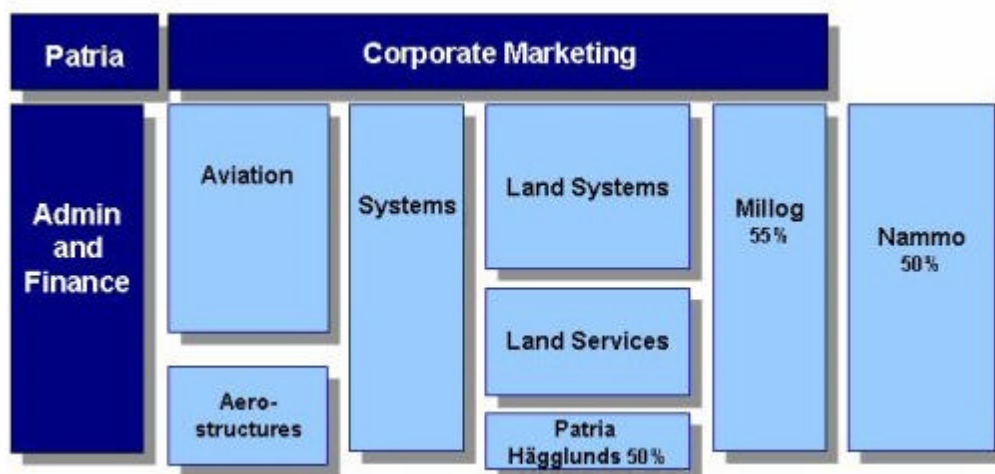 Patria
Corporate Marketing
Admin
and
Finance
Aviation
Aero-
structures
Systems
Land Systems
Land Services
Patria
Hägglunds 50%
Millog
55%
Nammo
50%